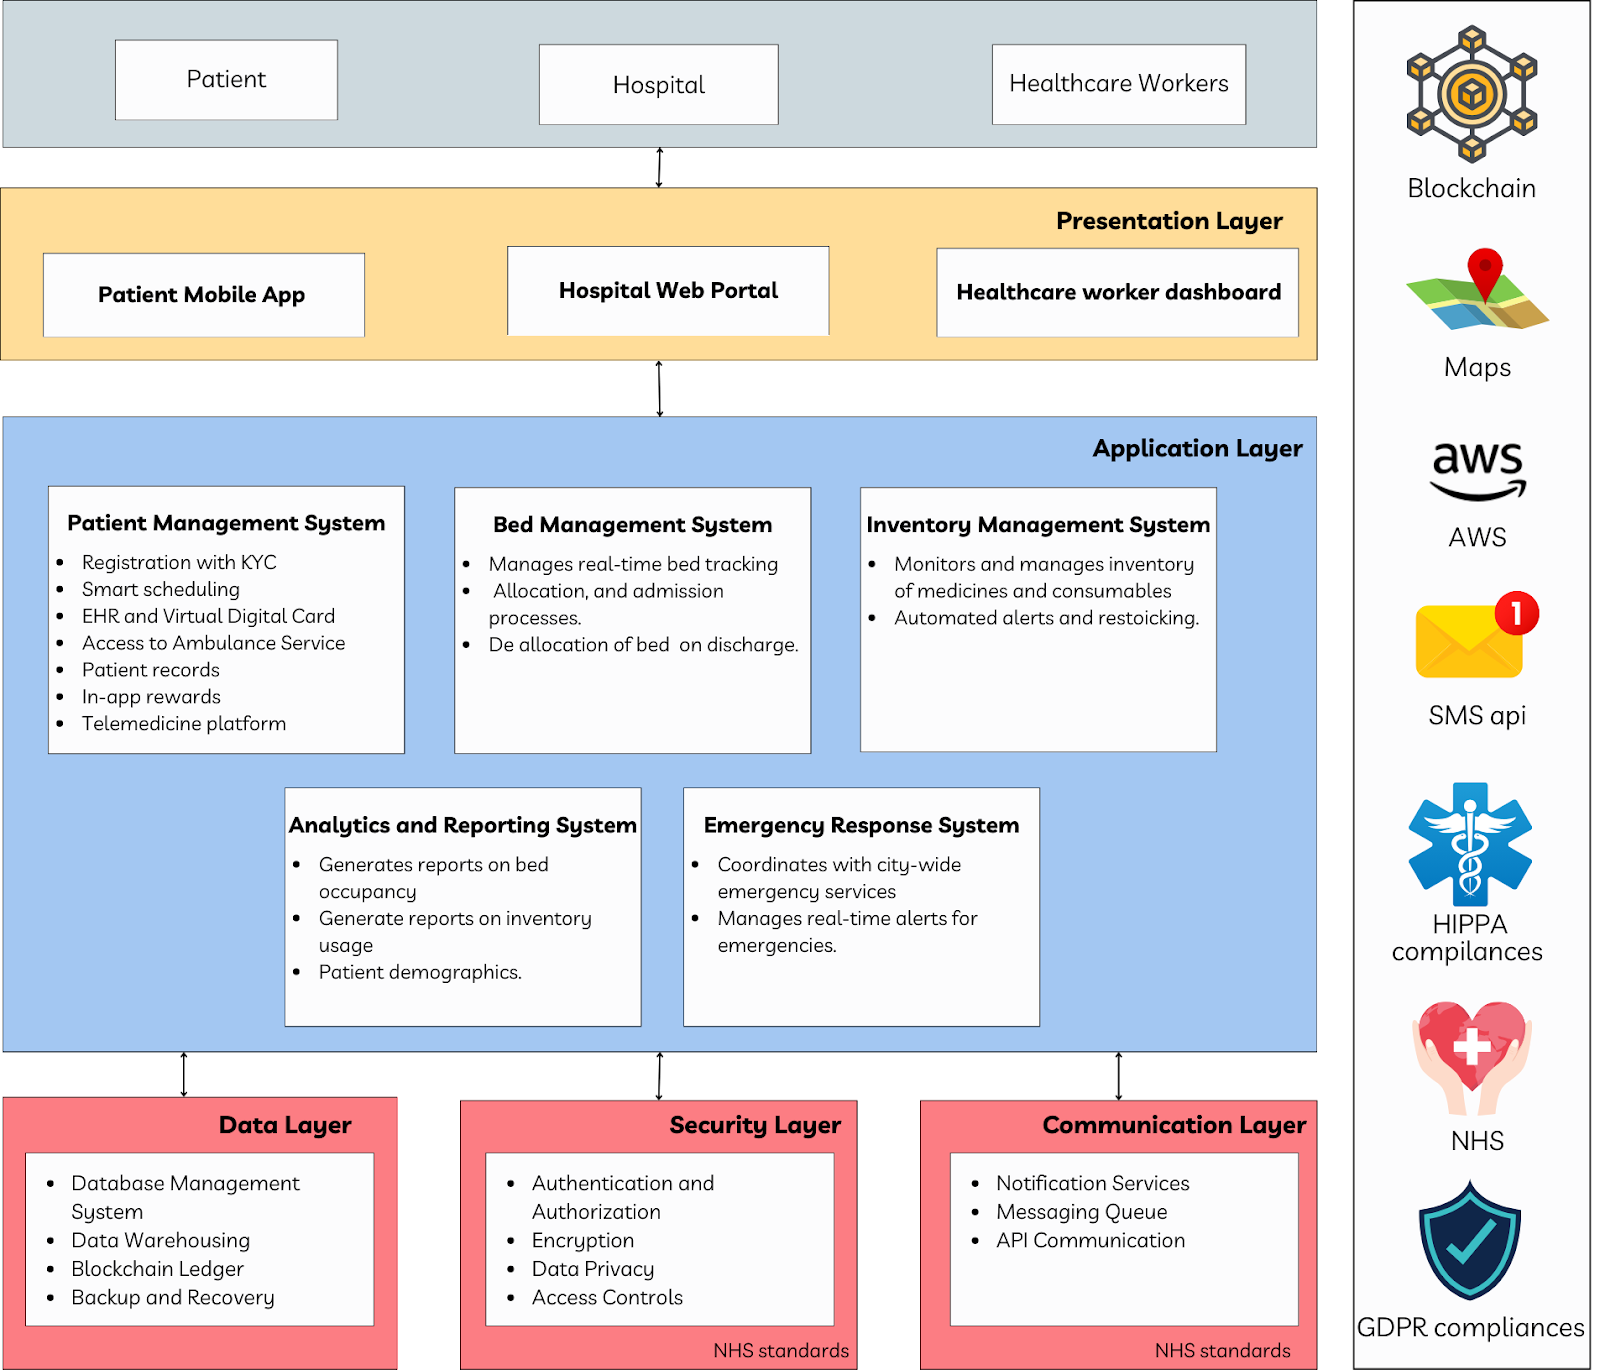 Patient
Hospital
Healthcare Workers
Presentation Layer
Patient Mobile App
Hospital Web Portal
Healthcare worker dashboard
Application Layer
Patient Management System
• Registration with KYC
• Smart scheduling
• EHR and Virtual Digital Card
• Access to Ambulance Service
• Patient records
• In-app rewards
• Telemedicine platform
Bed Management System
• Manages real-time bed tracking
• Allocation, and admission
processes.
• De allocation of bed on discharge.
Inventory Management System
• Monitors and manages inventory
of medicines and consumables
• Automated alerts and restoicking.
Analytics and Reporting System
• Generates reports on bed
occupancy
• Generate reports on inventory
usage
• Patient demographics.
Emergency Response System
• Coordinates with city-wide
emergency services
• Manages real-time alerts for
emergencies.
Data Layer
• Database Management
System
• Data Warehousing
• Blockchain Ledger
• Backup and Recovery
Security Layer
• Authentication and
Authorization
• Encryption
• Data Privacy
• Access Controls
NHS standards
Communication Layer
• Notification Services
• Messaging Queue
• API Communication
NHS standards
Blockchain
Maps
aws
AWS
1
SMS api
HIPPA
compilances
NHS
GDPR compliances